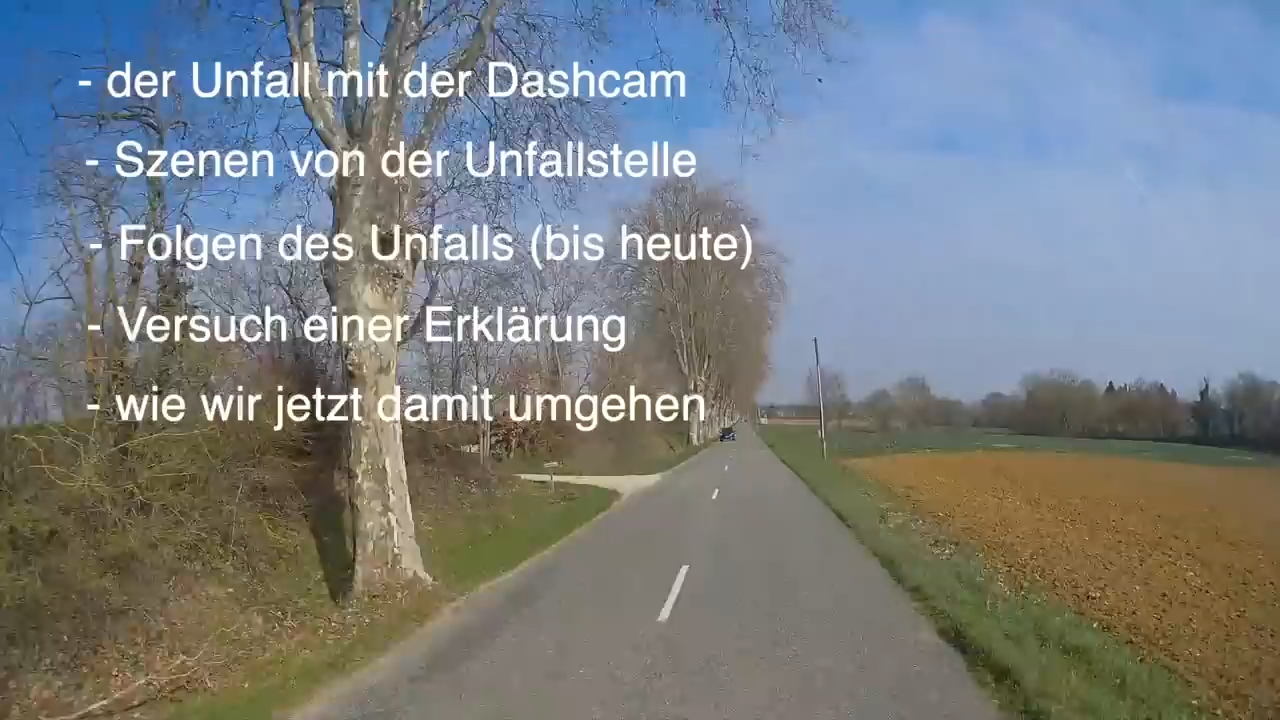 - der Unfall mit der Dashcam
- Szenen von der Unfallstelle
- Folgen des Unfalls (bis heute)
- Versuch einer Erklärung
- wie wir jetzt damit umgehen